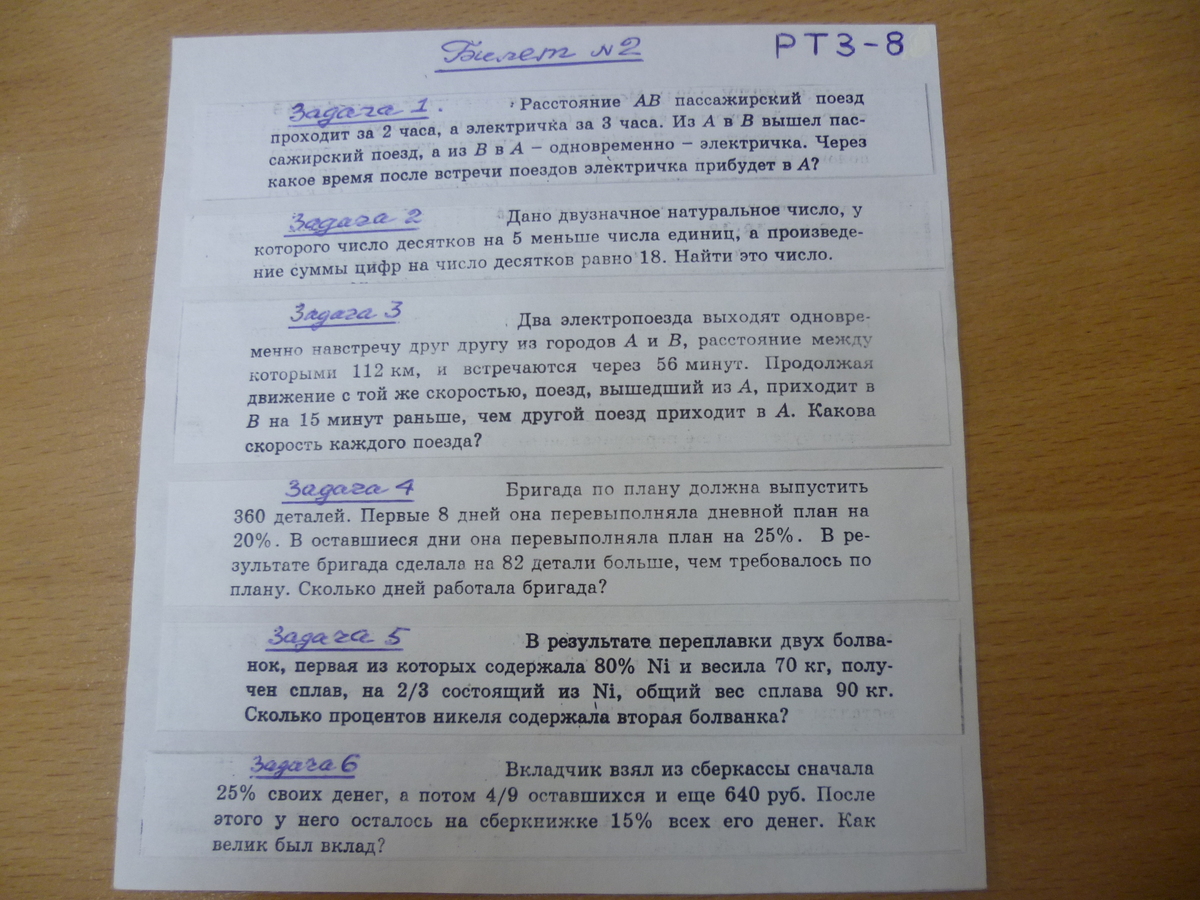 Билет №2 РТЗ-8
Задача 1. Расстояние AB пассажирский поезд
проходит за 2 часа, а электричка за 3 часа. Из A в B вышел пас-
сажирский поезд, а из B в A – одновременно – электричка. Через
какое время после встречи поездов электричка прибудет в A?
Задача 2 Дано двузначное натуральное число, у
которого число десятков на 5 меньше числа единиц, а произведе-
ние суммы цифр на число десятков равно 18. Найти это число.
Задача 3 Два электропоезда выходят одновре-
менно навстречу друг другу из городов A и B, расстояние между
которыми 112 км, и встречаются через 56 минут. Продолжая
движение с той же скоростью, поезд, вышедший из A, приходит в
B на 15 минут раньше, чем другой поезд приходит в A. Какова
скорость каждого поезда?
Задача 4 Бригада по плану должна выпустить
360 деталей. Первые 8 дней она перевыполняла дневной план на
20%. В оставшиеся дни она перевыполняла план на 25%. В ре-
зультате бригада сделала на 82 детали больше, чем требовалось по
плану. Сколько дней работала бригада?
Задача 5 В результате переплавки двух болва-
нок, первая из которых содержала 80% Ni и весила 70 кг, полу-
чен сплав, на 2/3 состоящий из Ni, общий вес сплава 90 кг.
Сколько процентов никеля содержала вторая болванка?
Задача 6 Вкладчик взял из сберкассы сначала
25% своих денег, а потом 4/9 оставшихся и еще 640 руб. После
этого у него осталось на сберкнижке 15% всех его денег. Как
велик был вклад?